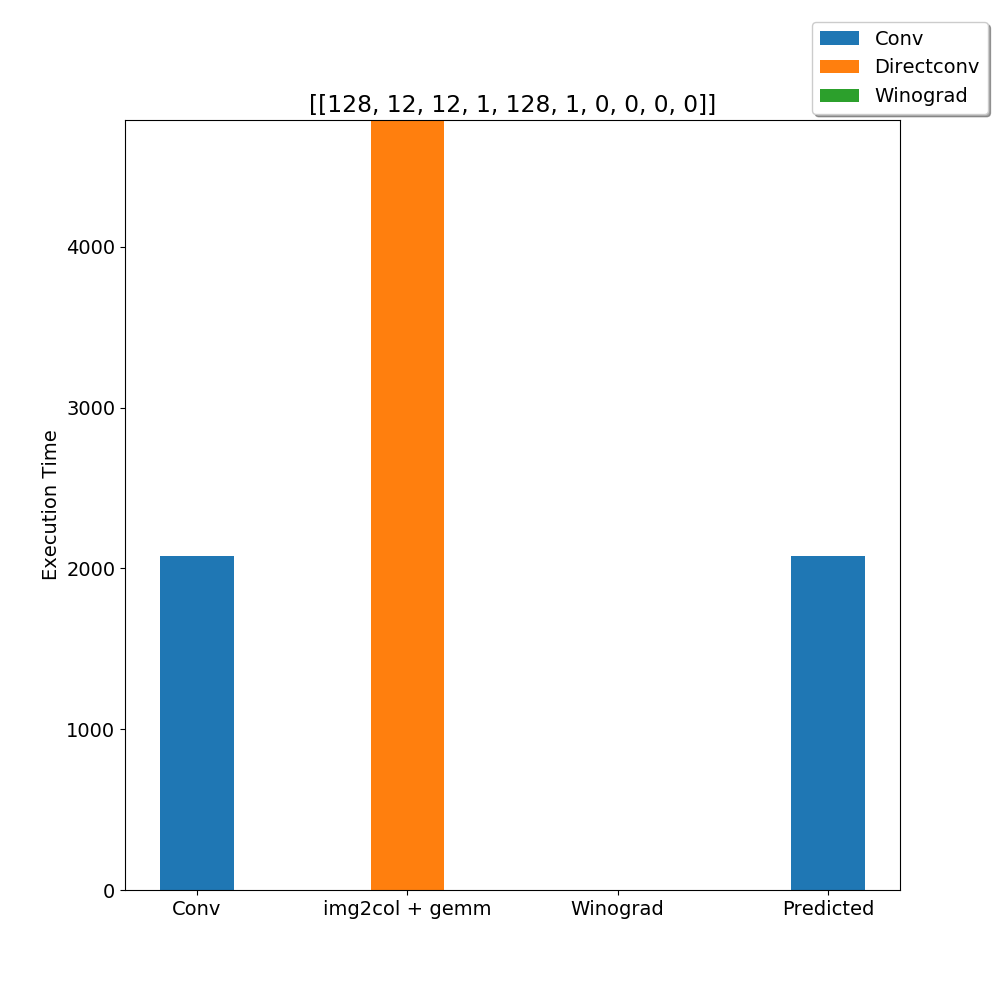 Conv
Directconv
Winograd
[[128, 12, 12, 1, 128, 1, 0, 0, 0, 0]]
Execution Time
4000
3000
2000
1000
0
Conv
img2col + gemm
Winograd
Predicted